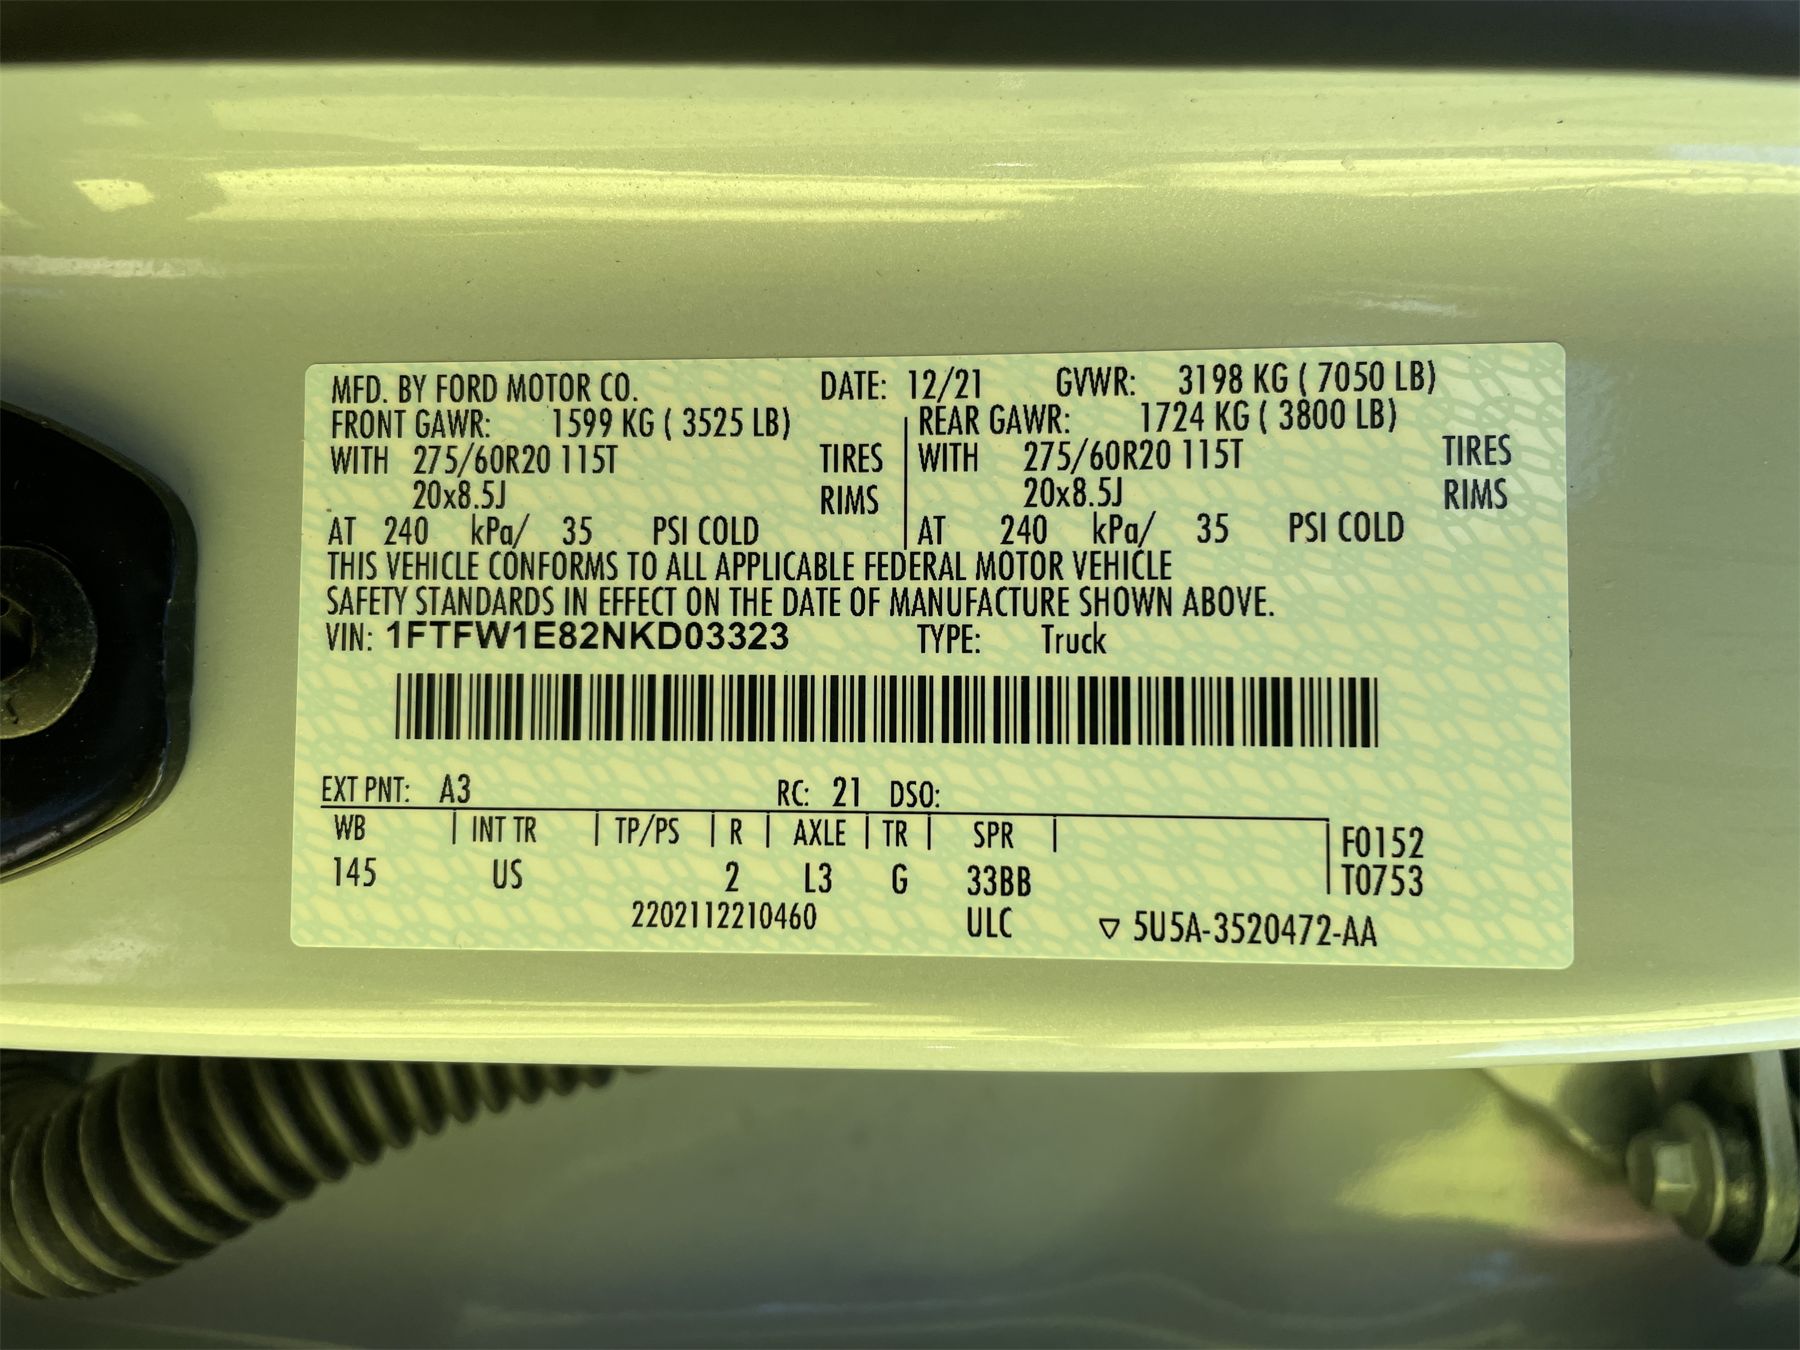 MFD. BY FORD MOTOR CO. DATE: 12/21 GVWR: 3198 KG ( 7050 LB)
FRONT GAWR: 1599 KG ( 3525 LB) REAR GAWR: 1724 KG ( 3800 LB)
WITH 275/60R20 115T TIRES WITH 275/60R20 115T TIRES
20x8.5J RIMS 20x8.5J RIMS
AT 240 kPa/ 35 PSI COLD AT 240 kPa/ 35 PSI COLD
THIS VEHICLE CONFORMS TO ALL APPLICABLE FEDERAL MOTOR VEHICLE
SAFETY STANDARDS IN EFFECT ON THE DATE OF MANUFACTURE SHOWN ABOVE.
VIN: 1FTFW1E82NKD03323 TYPE: Truck
EXT PNT: A3 RC: 21 DSO:
WB INT TR TP/PS R AXLE TR SPR F0152
145 US 2 L3 G 33BB T0753
2202112210460 ULC ▽ 5U5A-3520472-AA